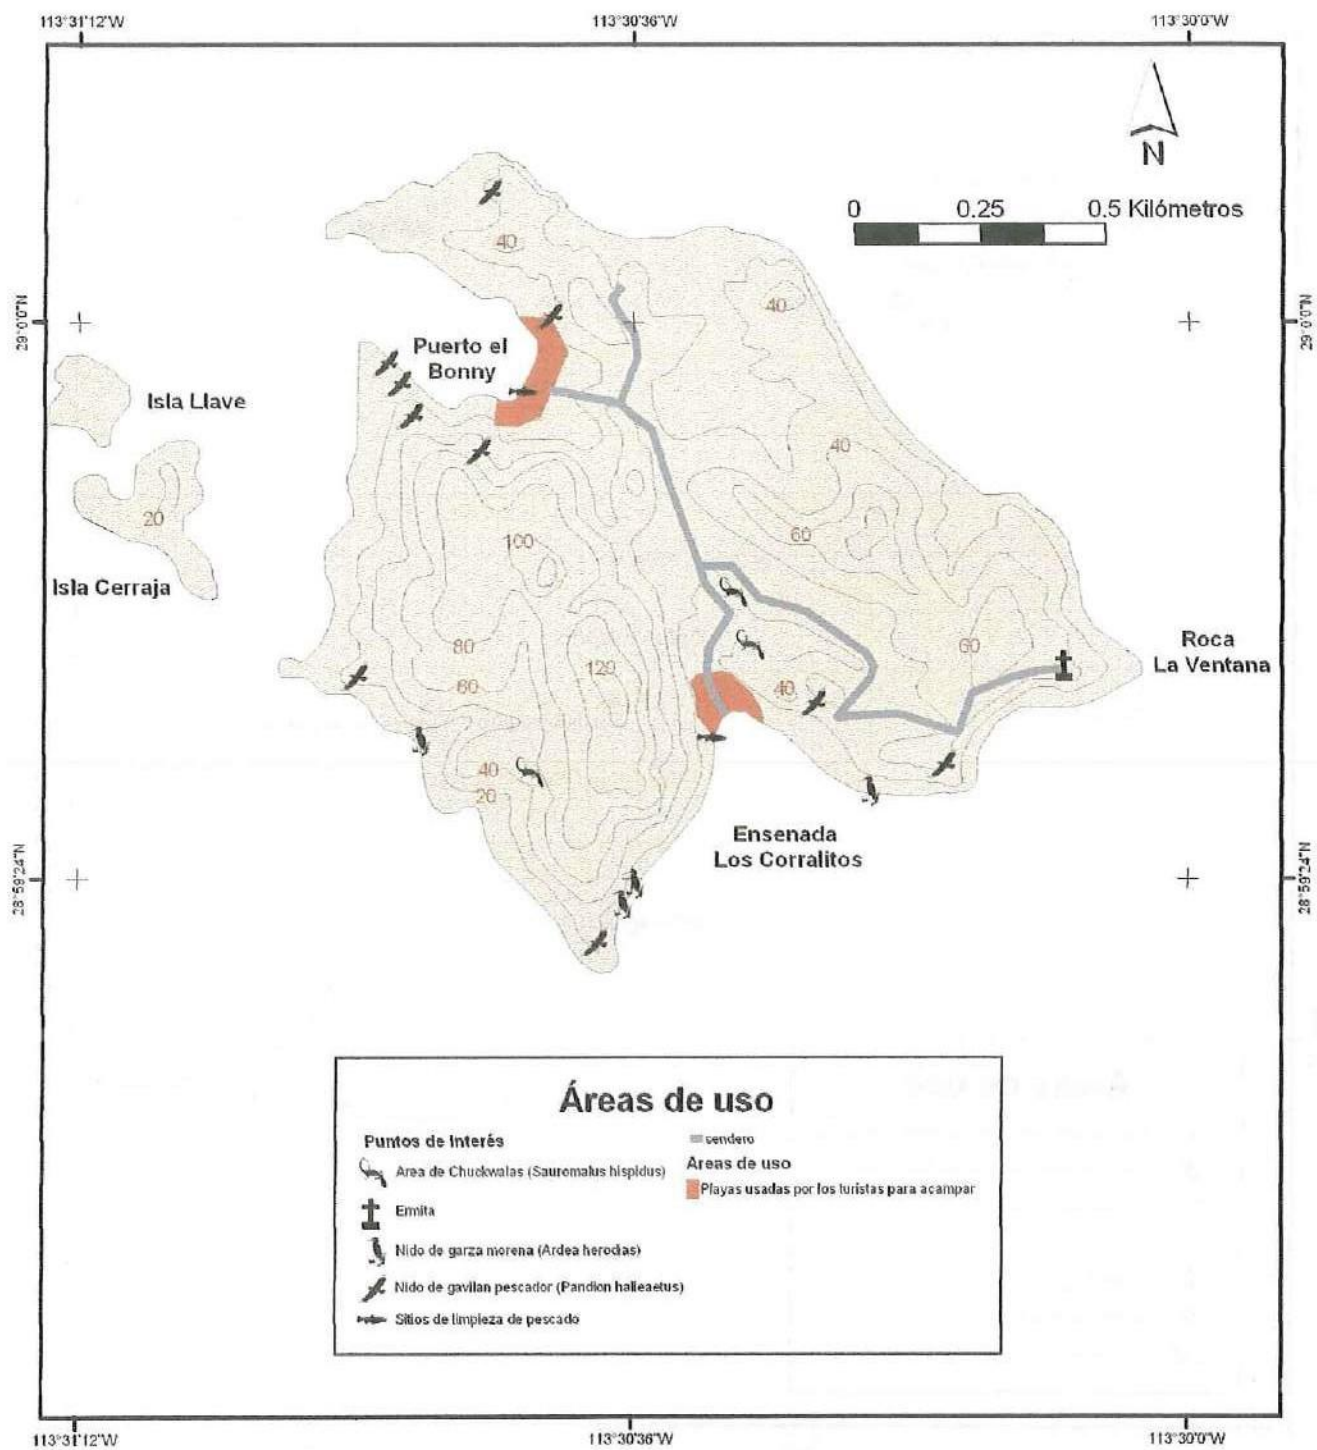 113°31'12"W
113°30'36"W
113°30'0"W
N
0 0.25 0.5 Kilómetros
40
40
29°0'0"N
29°0'0"N
Puerto el
Bonny
Isla Llave
40
20
60
100
Isla Cerraja
80
60
120
60
Roca
La Ventana
40
40
20
Ensenada
Los Corralitos
28°59'24"N
28°59'24"N
Áreas de uso
Puntos de Interés
Area de Chuckwalas (Sauromalus hispidus)
Ermita
Nido de garza morena (Ardea herodias)
Nido de gavilan pescador (Pandion halieaetus)
Sitios de limpieza de pescado
sendero
Areas de uso
Playas usadas por los turistas para acampar
113°31'12"W
113°30'36"W
113°30'0"W